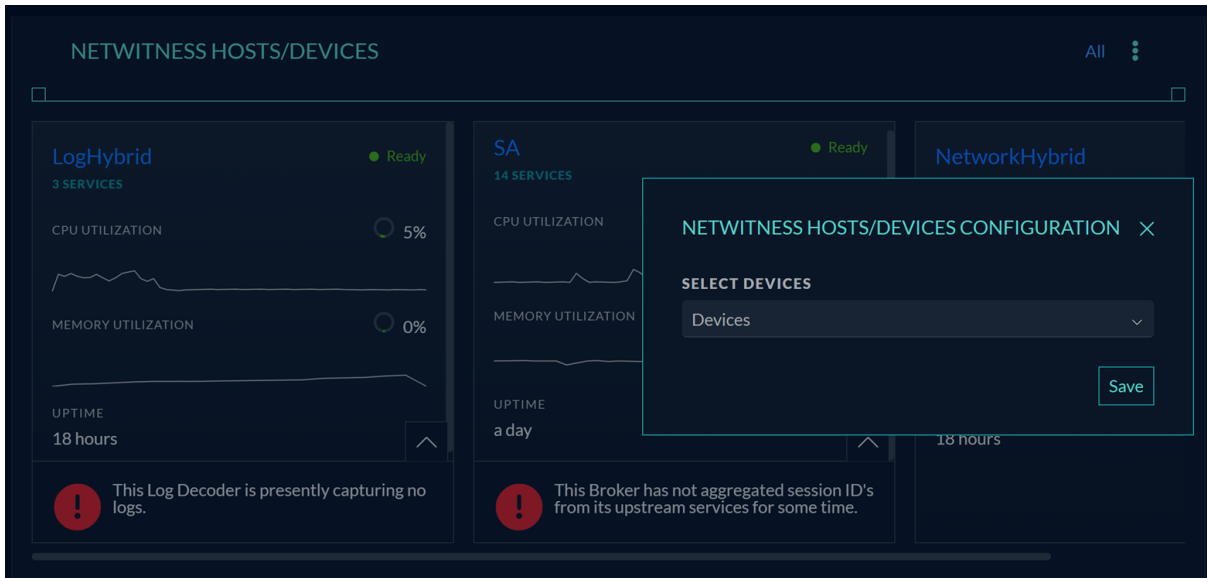 NETWITNESS HOSTS/DEVICES
All
LogHybrid
Ready
3 SERVICES
CPU UTILIZATION
5%
MEMORY UTILIZATION
0%
UPTIME
18 hours
This Log Decoder is presently capturing no
logs.
SA
Ready
14 SERVICES
CPU UTILIZATION
MEMORY UTILIZATION
UPTIME
a day
This Broker has not aggregated session ID's
from its upstream services for some time.
NetworkHybrid
18 hours
NETWITNESS HOSTS/DEVICES CONFIGURATION
SELECT DEVICES
Devices
Save